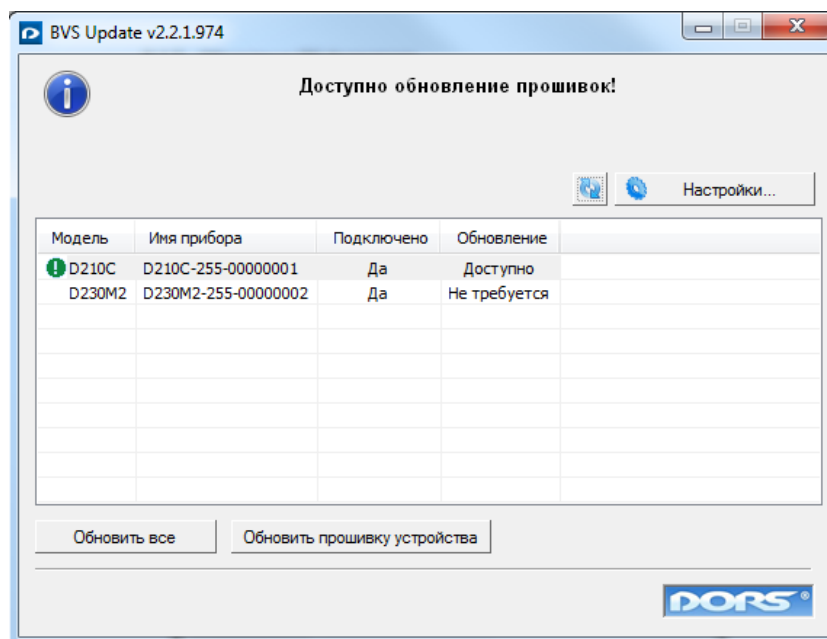 BVS Update v2.2.1.974
Доступно обновление прошивок!
Настройки...
Модель Имя прибора Подключено Обновление
D210C D210C-255-00000001 Да Доступно
D230M2 D230M2-255-00000002 Да Не требуется
Обновить все Обновить прошивку устройства
DORS®